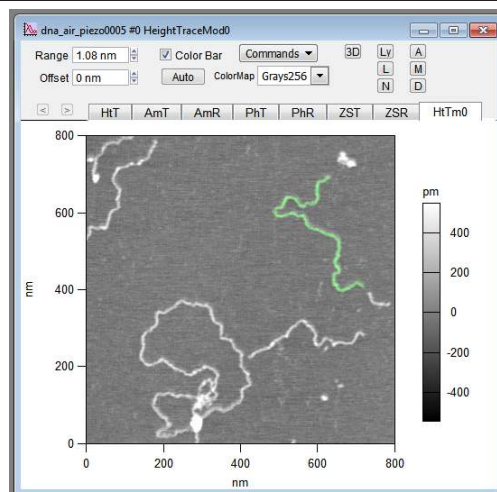 dna_air_piezo0005 #0 HeightTraceMod0
Range 1.08 nm Color Bar Commands 3D Ly A
L M
Offset 0 nm Auto ColorMap Grays256 N D
< > HtT AmT AmR PhT PhR ZST ZSR HtTm0
800
600
400
200
0
nm
0 200 400 600 800
nm
pm
400
200
0
-200
-400